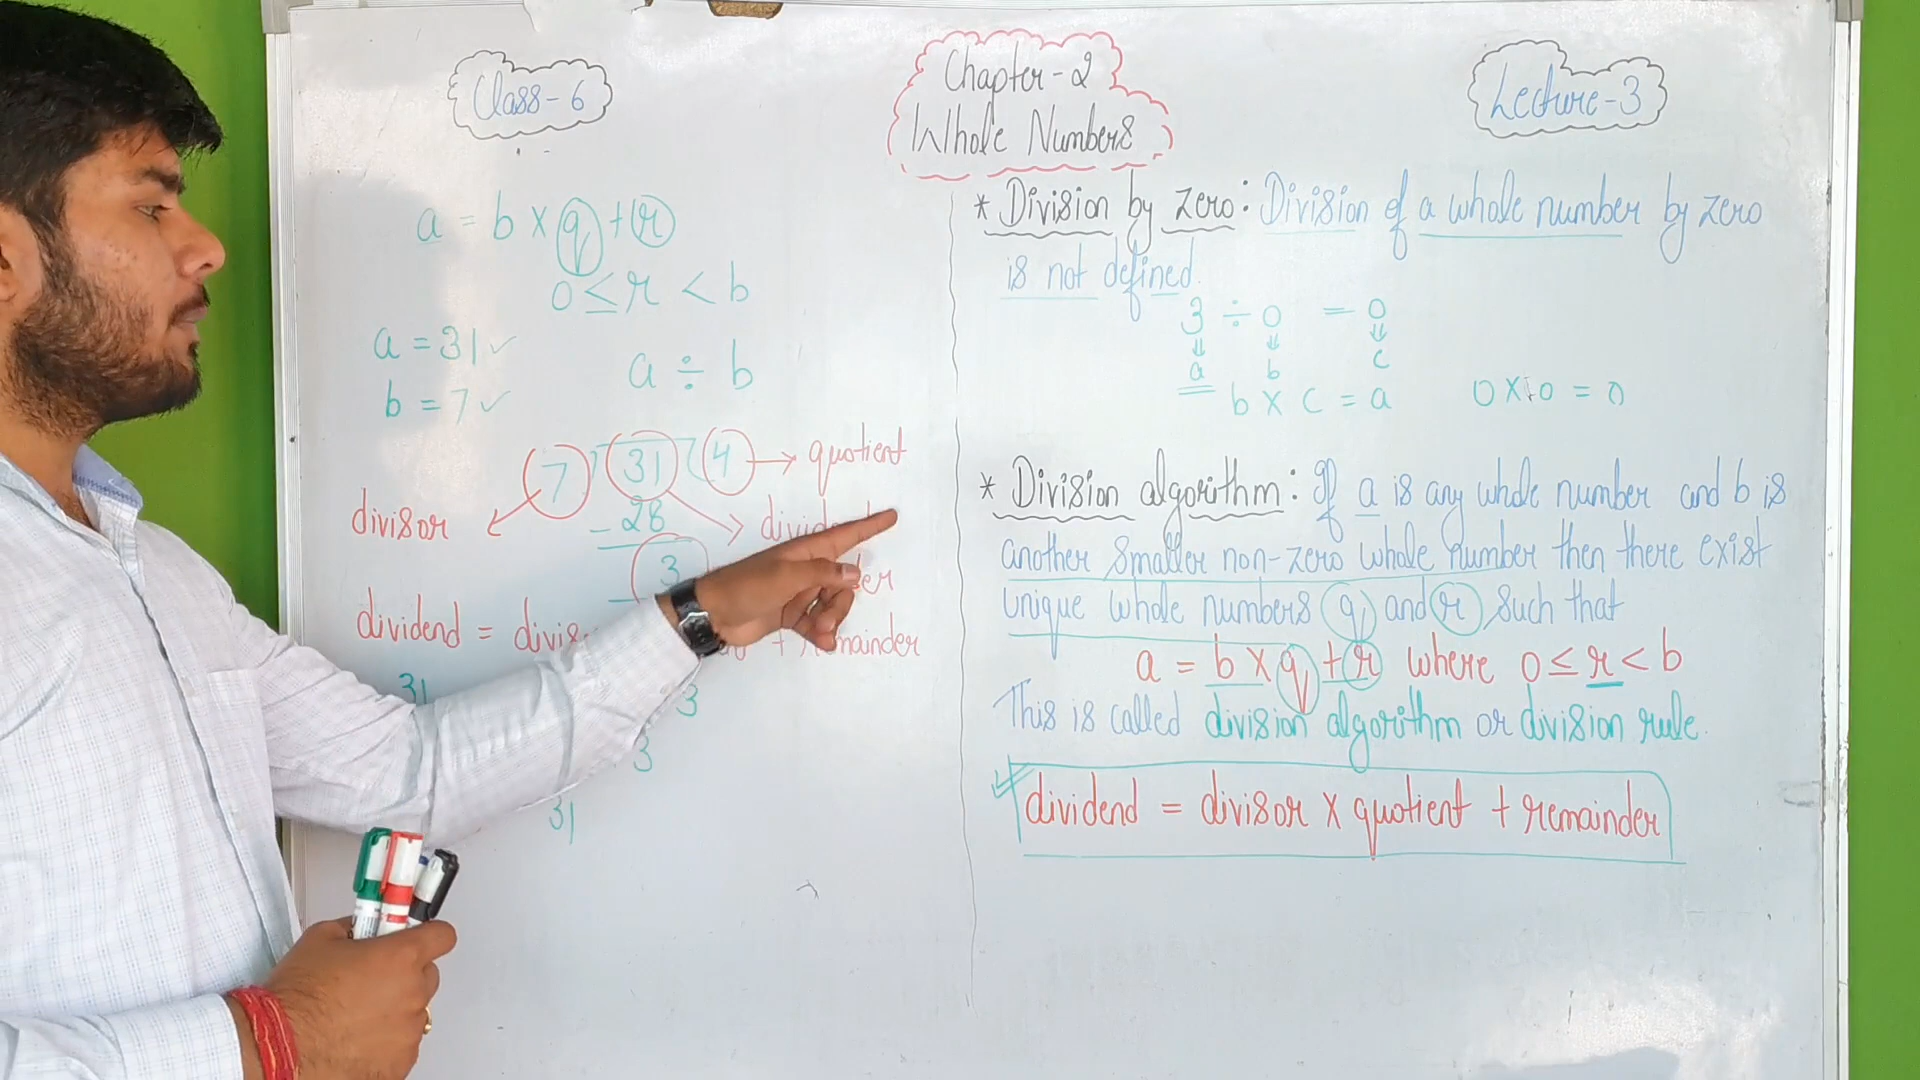 Class-6
Chapter-2
Whole Numbers
Lecture-3
a = b x q + r
0 ≤ r < b
a = 31 ✓
b = 7 ✓
a ÷ b
7 ) 31 ( 4 → quotient
divisor
- 28
3
dividend = + remainder
31
3
3
31
* Division by zero: Division of a whole number by zero
is not defined.
3 ÷ 0 = 0
a b c
b x c = a
0 x 0 = 0
* Division algorithm: If a is any whole number and b is
another smaller non-zero whole number then there exist
unique whole numbers q and r such that
a = b x q + r where 0 ≤ r < b
This is called division algorithm or division rule.
dividend = divisor x quotient + remainder